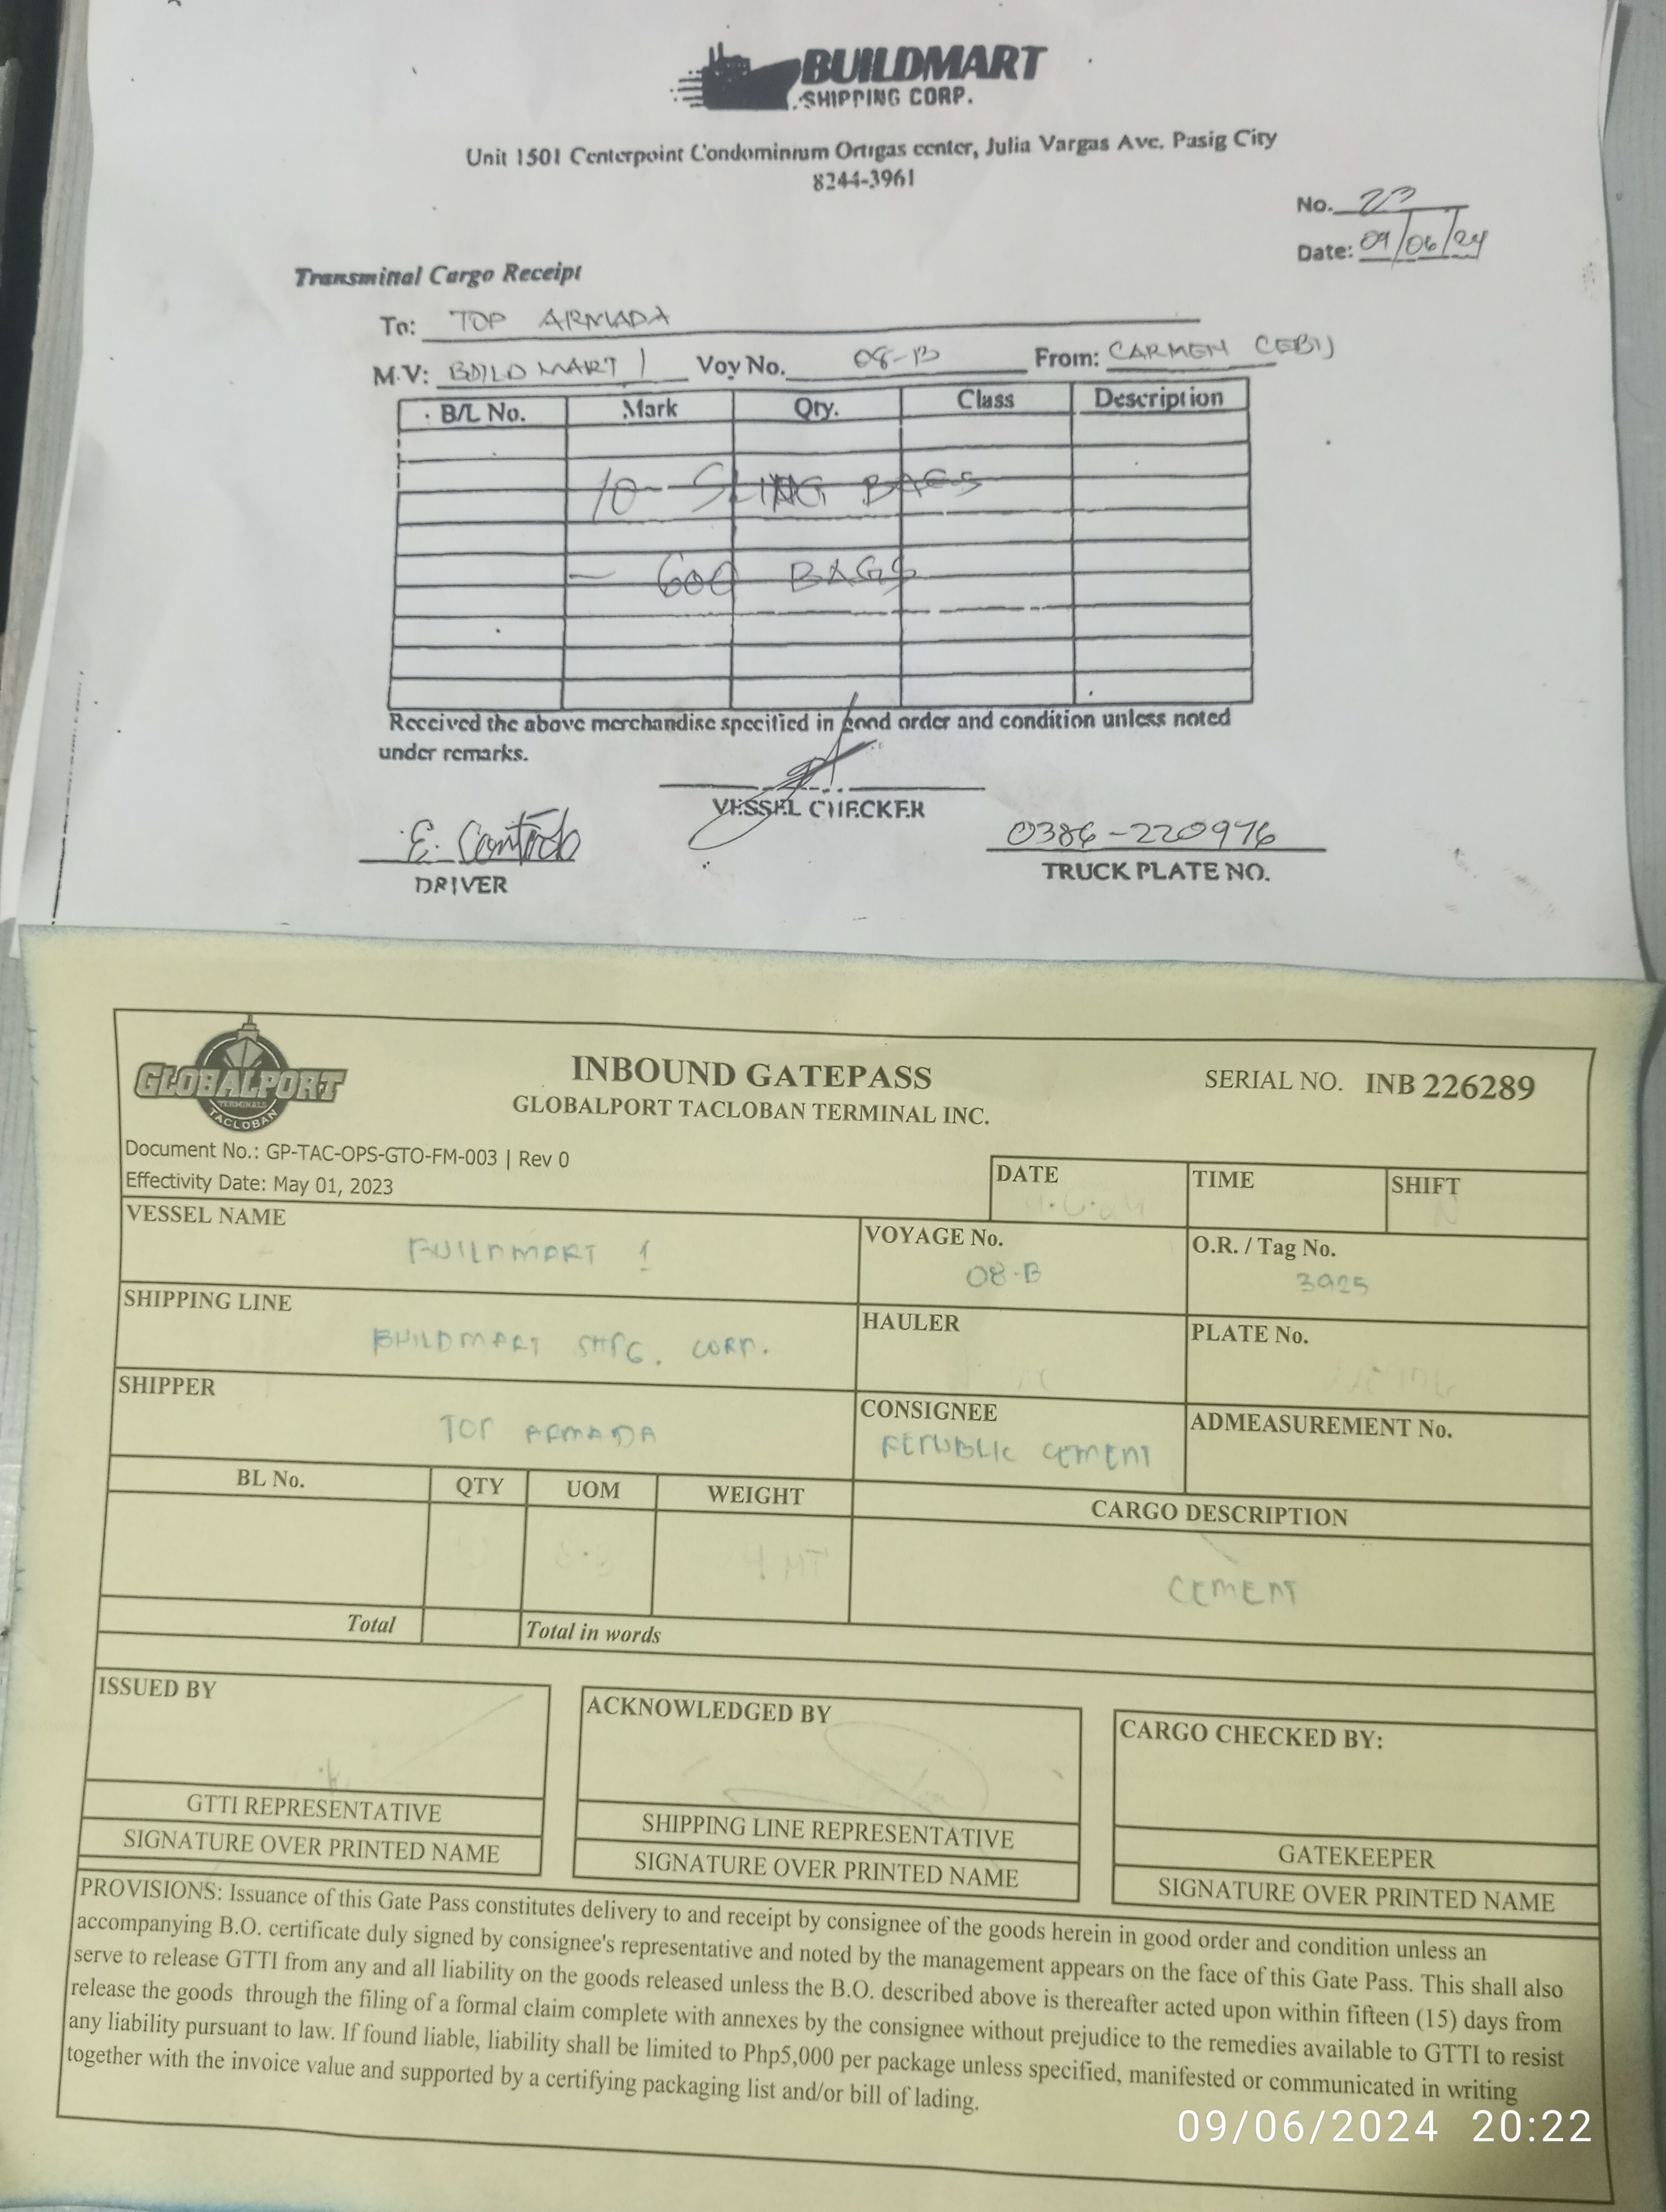 BUILDMART
SHIPPING CORP.
Unit 1501 Centerpoint Condominium Ortigas center, Julia Vargas Ave. Pasig City
8244-3961
No. 23
Date: 09/06/24
Transmittal Cargo Receipt
To: TOP ARMADA
M.V: BUILDMART 1 Voy No. 08-B From: CARMEN CEBU
B/L No. Mark Qty. Class Description
10 - SLING BAGS
- 600 BAGS
Received the above merchandise specified in good order and condition unless noted
under remarks.
VESSEL CHECKER
E.
DRIVER
0386-220976
TRUCK PLATE NO.
GLOBALPORT
TERMINALS
TACLOBAN
INBOUND GATEPASS
GLOBALPORT TACLOBAN TERMINAL INC.
SERIAL NO. INB 226289
Document No.: GP-TAC-OPS-GTO-FM-003 | Rev 0
Effectivity Date: May 01, 2023
DATE TIME SHIFT
N
VESSEL NAME
BUILDMART 1
VOYAGE No.
08-B
O.R. / Tag No.
3925
SHIPPING LINE
BUILDMART SHPG. CORP.
HAULER
PLATE No.
SHIPPER
TOP ARMADA
CONSIGNEE
REPUBLIC CEMENT
ADMEASUREMENT No.
BL No. QTY UOM WEIGHT CARGO DESCRIPTION
MT
CEMENT
Total Total in words
ISSUED BY
GTTI REPRESENTATIVE
SIGNATURE OVER PRINTED NAME
ACKNOWLEDGED BY
SHIPPING LINE REPRESENTATIVE
SIGNATURE OVER PRINTED NAME
CARGO CHECKED BY:
GATEKEEPER
SIGNATURE OVER PRINTED NAME
PROVISIONS: Issuance of this Gate Pass constitutes delivery to and receipt by consignee of the goods herein in good order and condition unless an
accompanying B.O. certificate duly signed by consignee's representative and noted by the management appears on the face of this Gate Pass. This shall also
serve to release GTTI from any and all liability on the goods released unless the B.O. described above is thereafter acted upon within fifteen (15) days from
release the goods through the filing of a formal claim complete with annexes by the consignee without prejudice to the remedies available to GTTI to resist
any liability pursuant to law. If found liable, liability shall be limited to Php5,000 per package unless specified, manifested or communicated in writing
together with the invoice value and supported by a certifying packaging list and/or bill of lading.
09/06/2024 20:22